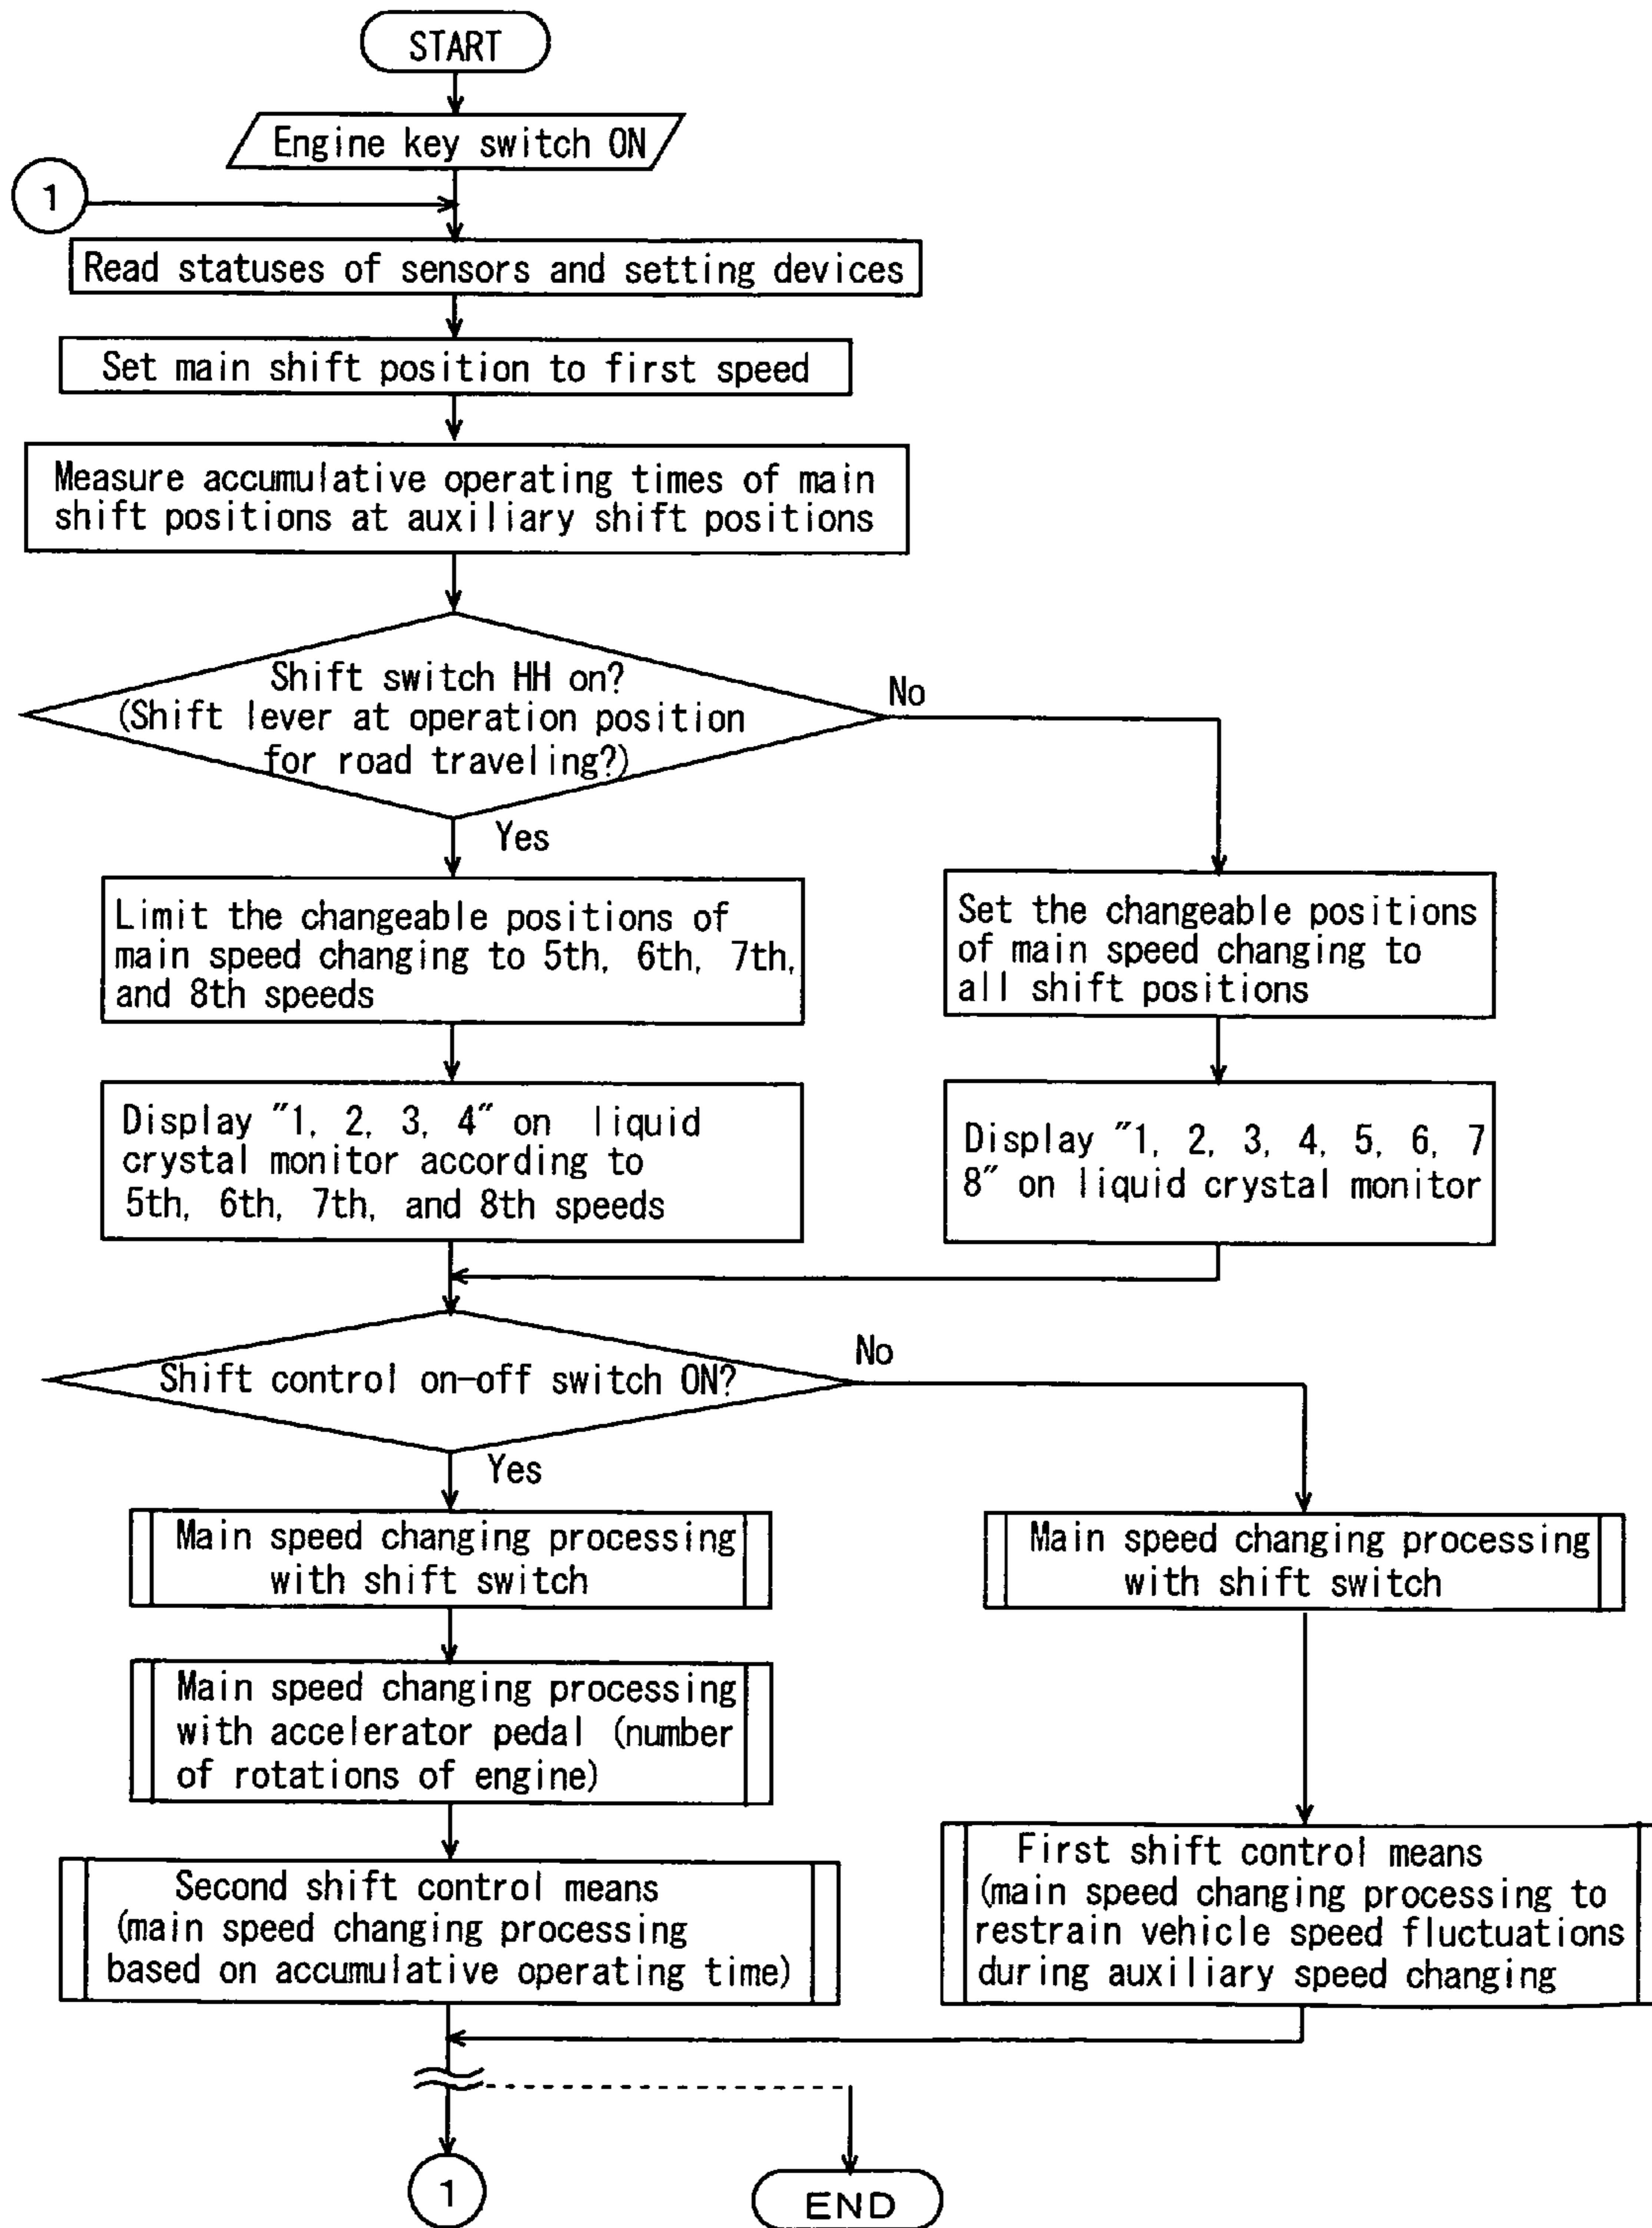 START
Engine key switch ON
1
Read statuses of sensors and setting devices
Set main shift position to first speed
Measure accumulative operating times of main
shift positions at auxiliary shift positions
Shift switch HH on?
(Shift lever at operation position
for road traveling?)
No
Yes
Limit the changeable positions of
main speed changing to 5th, 6th, 7th,
and 8th speeds
Set the changeable positions
of main speed changing to
all shift positions
Display "1, 2, 3, 4" on liquid
crystal monitor according to
5th, 6th, 7th, and 8th speeds
Display "1, 2, 3, 4, 5, 6, 7
8" on liquid crystal monitor
Shift control on-off switch ON?
No
Yes
Main speed changing processing
with shift switch
Main speed changing processing
with shift switch
Main speed changing processing
with accelerator pedal (number
of rotations of engine)
Second shift control means
(main speed changing processing
based on accumulative operating time)
First shift control means
(main speed changing processing to
restrain vehicle speed fluctuations
during auxiliary speed changing
1
END